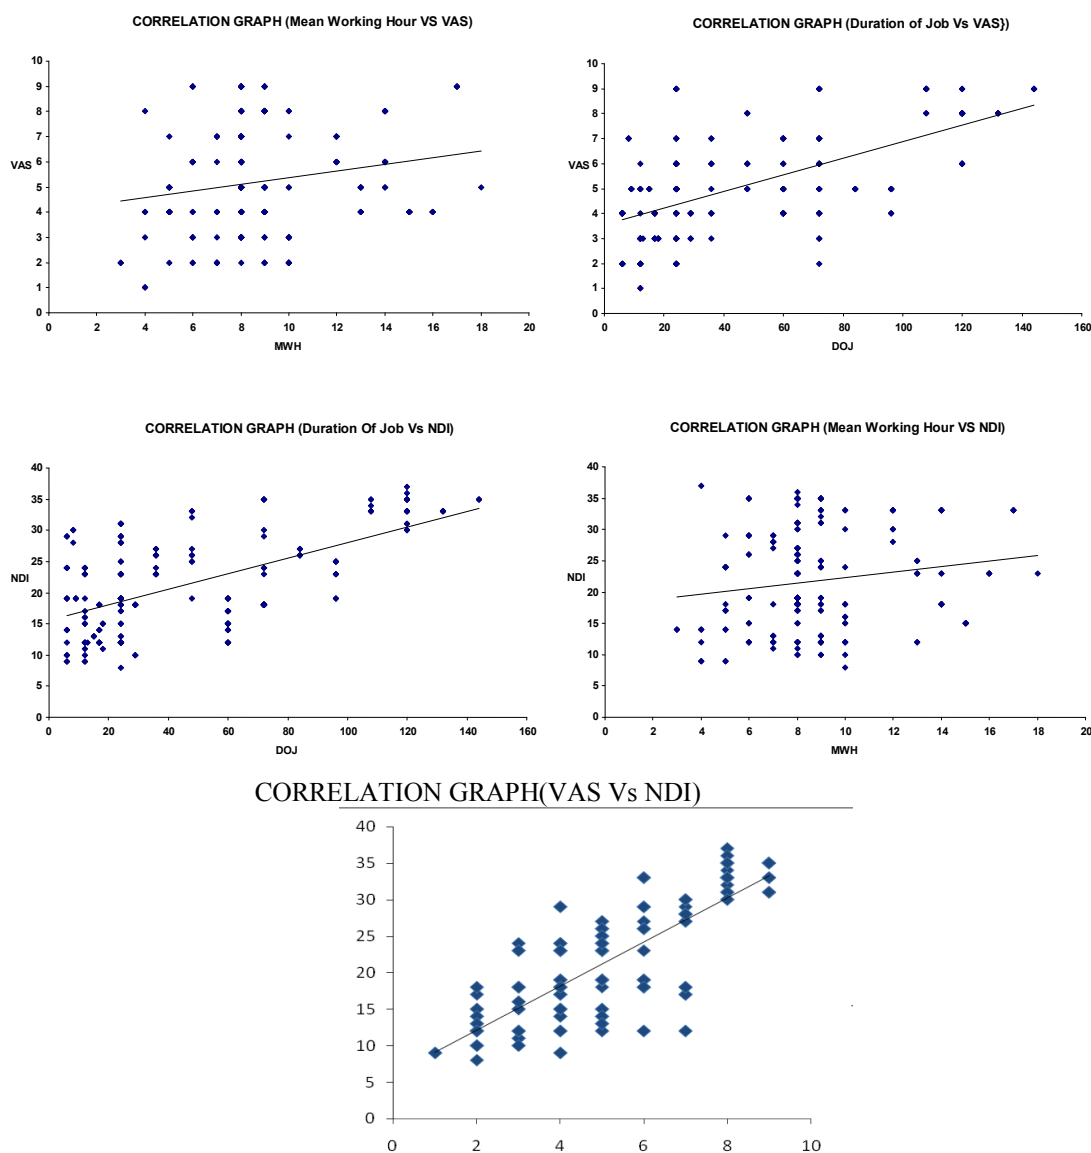 CORRELATION GRAPH (Mean Working Hour VS VAS)
10
9
8
7
6
5
4
3
2
1
0
VAS
0 2 4 6 8 10 12 14 16 18 20
MWH
CORRELATION GRAPH (Duration of Job Vs VAS})
10
9
8
7
6
5
4
3
2
1
0
VAS
0 20 40 60 80 100 120 140 160
DOJ
CORRELATION GRAPH (Duration Of Job Vs NDI)
40
35
30
25
20
15
10
5
0
NDI
0 20 40 60 80 100 120 140 160
DOJ
CORRELATION GRAPH (Mean Working Hour VS NDI)
40
35
30
25
20
15
10
5
0
NDI
0 2 4 6 8 10 12 14 16 18 20
MWH
CORRELATION GRAPH(VAS Vs NDI)
40
35
30
25
20
15
10
5
0
0 2 4 6 8 10